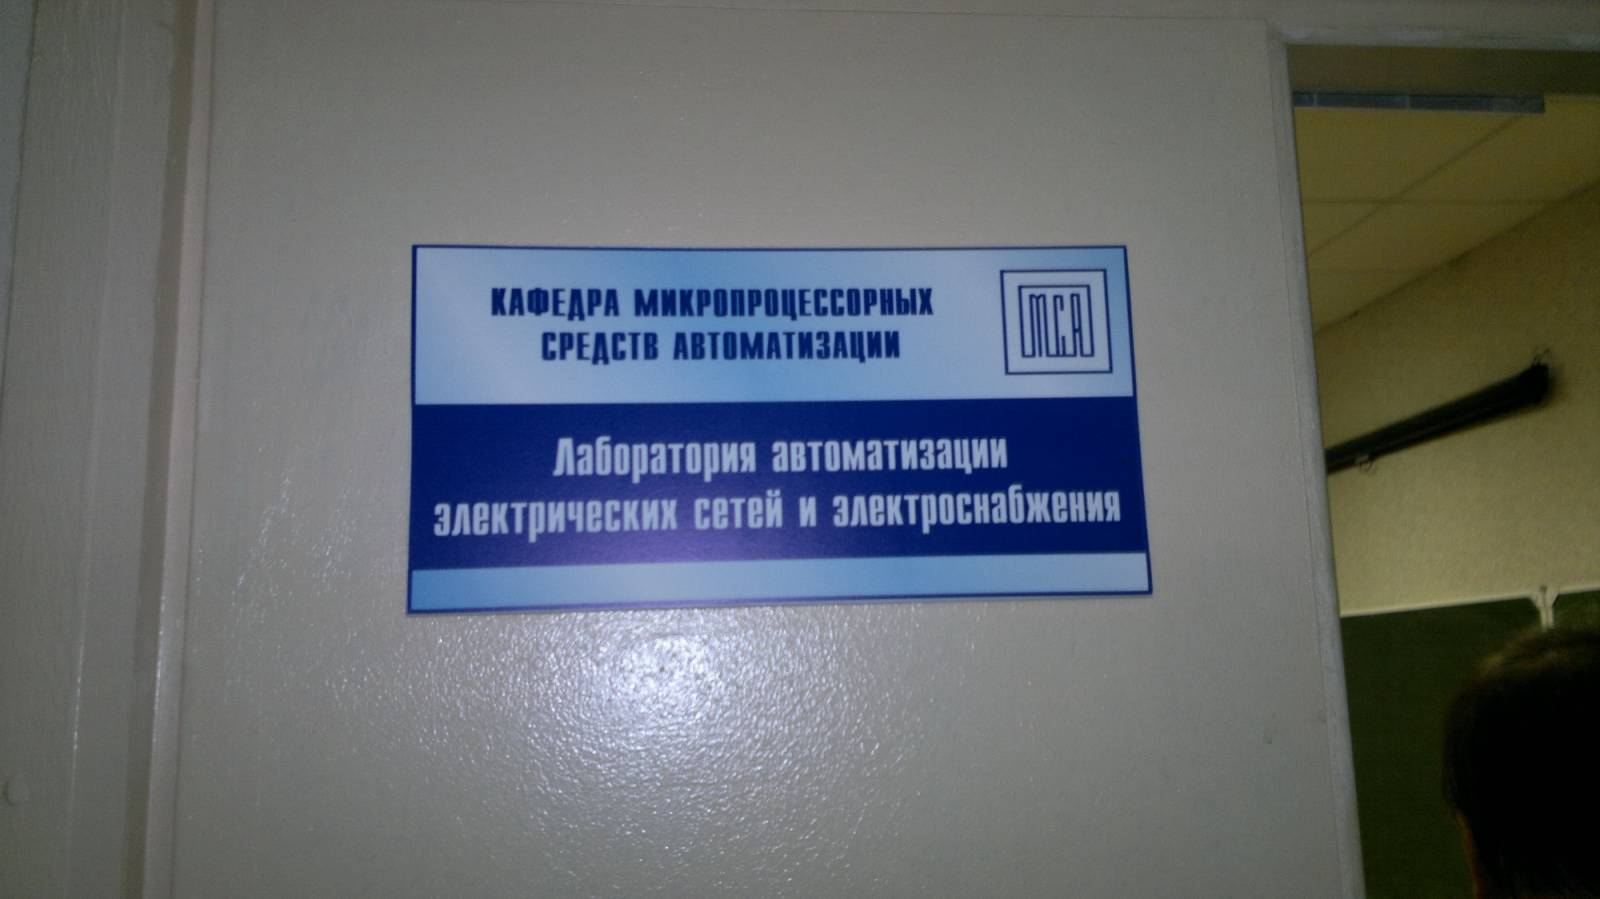 КАФЕДРА МИКРОПРОЦЕССОРНЫХ
СРЕДСТВ АВТОМАТИЗАЦИИ
МСА
Лаборатория автоматизации
электрических сетей и электроснабжения